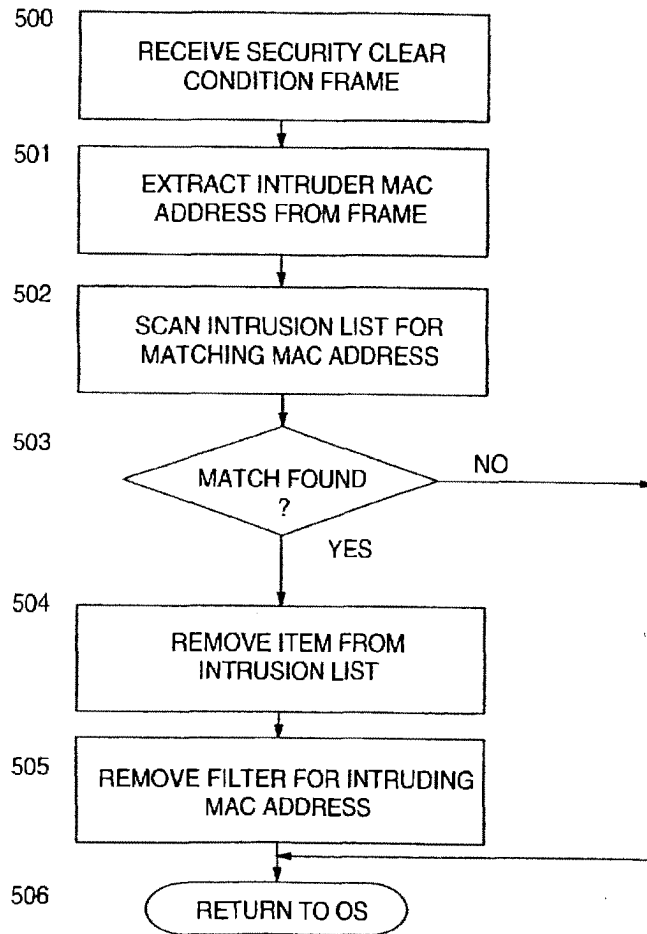 500
RECEIVE SECURITY CLEAR
CONDITION FRAME
501
EXTRACT INTRUDER MAC
ADDRESS FROM FRAME
502
SCAN INTRUSION LIST FOR
MATCHING MAC ADDRESS
503
MATCH FOUND
?
NO
YES
504
REMOVE ITEM FROM
INTRUSION LIST
505
REMOVE FILTER FOR INTRUDING
MAC ADDRESS
506
RETURN TO OS